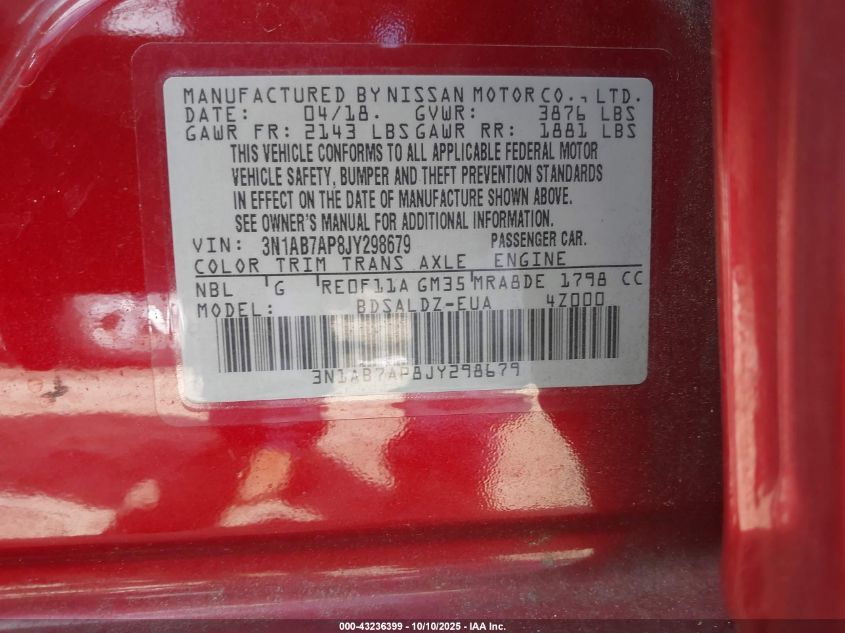 MANUFACTURED BY NISSAN MOTOR CO., LTD.
DATE: 04/18. GVWR: 3876 LBS
GAWR FR: 2143 LBS GAWR RR: 1881 LBS
THIS VEHICLE CONFORMS TO ALL APPLICABLE FEDERAL MOTOR
VEHICLE SAFETY, BUMPER AND THEFT PREVENTION STANDARDS
IN EFFECT ON THE DATE OF MANUFACTURE SHOWN ABOVE.
SEE OWNER'S MANUAL FOR ADDITIONAL INFORMATION.
VIN: 3N1AB7AP8JY298679 PASSENGER CAR.
COLOR TRIM TRANS AXLE ENGINE
NBL G RE0F11A GM35 MRA8DE 1798 CC
MODEL: BDSALDZ-EUA 4Z000
3N1AB7AP8JY298679
000-43236399 - 10/10/2025 - IAA Inc.